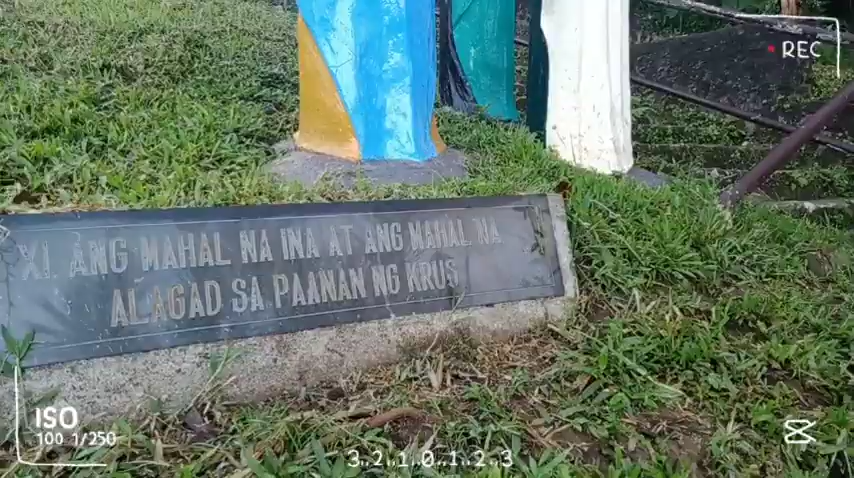 REC
XI. ANG MAHAL NA INA AT ANG MAHAL NA
ALAGAD SA PAANAN NG KRUS
ISO
100 1/250
3..2..1..0..1..2..3